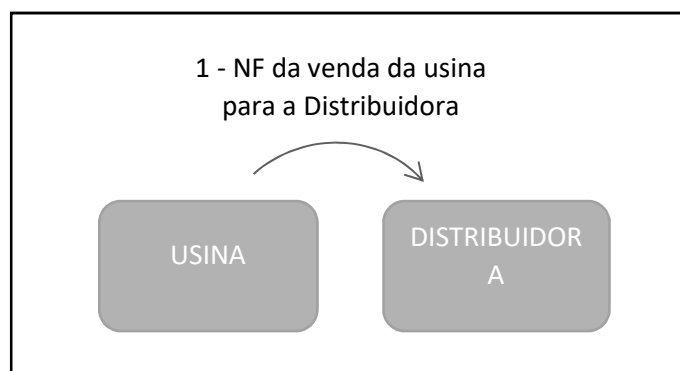 1 - NF da venda da usina
para a Distribuidora
USINA
DISTRIBUIDOR
A